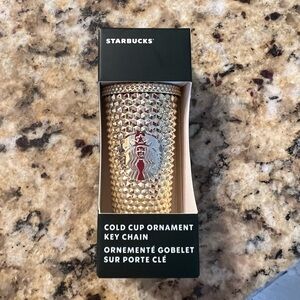 STARBUCKS®
COLD CUP ORNAMENT
KEY CHAIN
ORNEMENTÉ GOBELET
SUR PORTE CLÉ